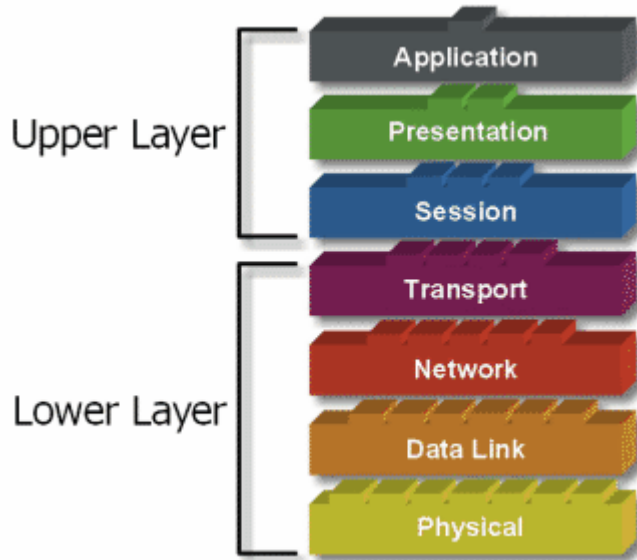 Upper Layer
Application
Presentation
Session
Lower Layer
Transport
Network
Data Link
Physical